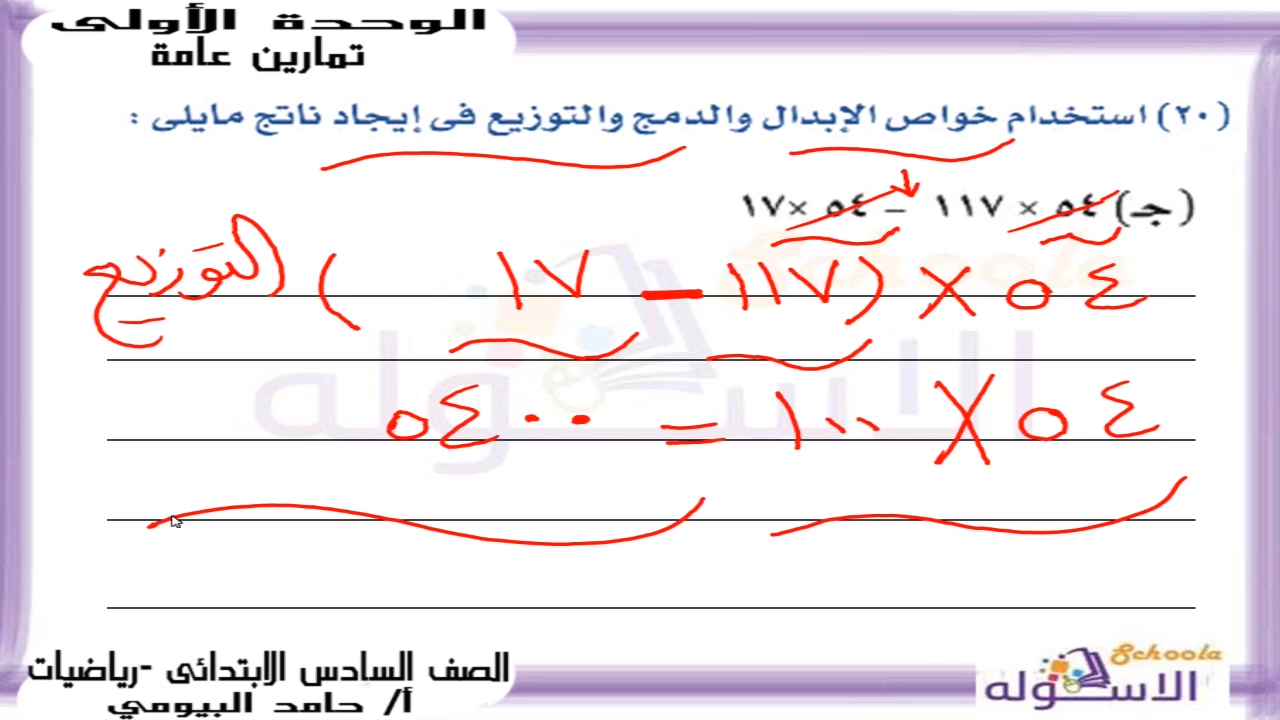 الوحدة الأولى
تمارين عامة
(٢٠) استخدام خواص الإبدال والدمج والتوزيع فى إيجاد ناتج مايلى :
(جـ) ٥٤ × ١١٧ – ٥٤ ×١٧
٥٤ × (١١٧ – ١٧) التوزيع
٥٤ × ١٠٠ = ٥٤٠٠
الصف السادس الابتدائى -رياضيات
أ/ حامد البيومي
Schoola
الاسكوله